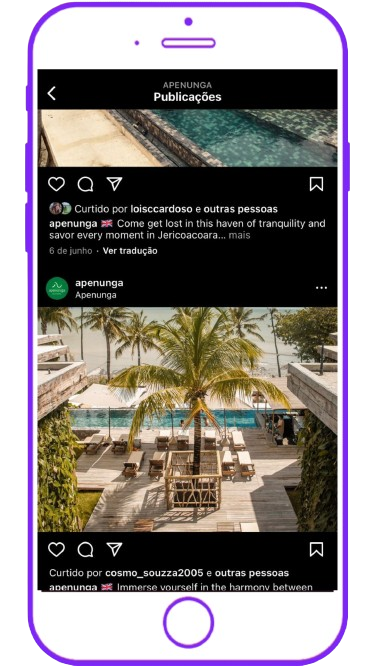 APENUNGA
Publicações
Curtido por loisccardoso e outras pessoas
apenunga 🇬🇧 Come get lost in this haven of tranquility and
savor every moment in Jericoacoara... mais
6 de junho · Ver tradução
apenunga
Apenunga
Curtido por cosmo_souzza2005 e outras pessoas
apenunga 🇬🇧 Immerse yourself in the harmony between